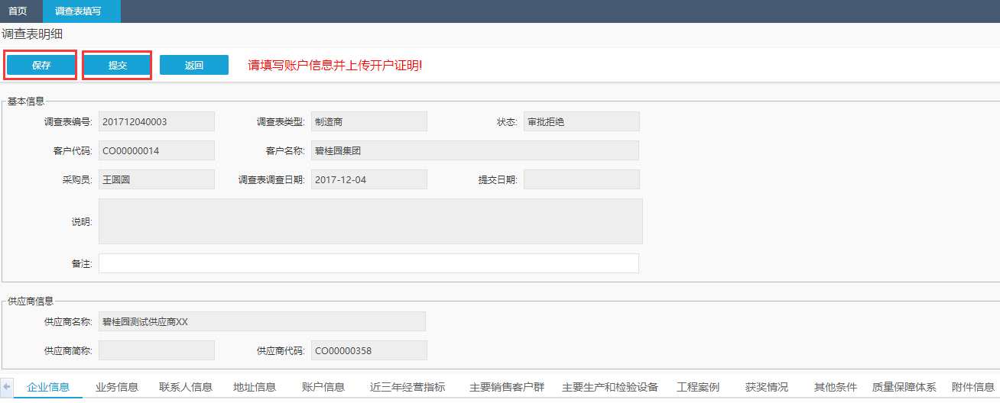 首页 调查表填写
调查表明细
保存 提交 返回 请填写账户信息并上传开户证明!
基本信息
调查表编号: 201712040003 调查表类型: 制造商 状态: 审批拒绝
客户代码: CO00000014 客户名称: 碧桂园集团
采购员: 王圆圆 调查表调查日期: 2017-12-04 提交日期:
说明:
备注:
供应商信息
供应商名称: 碧桂园测试供应商XX
供应商简称: 供应商代码: CO00000358
企业信息 业务信息 联系人信息 地址信息 账户信息 近三年经营指标 主要销售客户群 主要生产和检验设备 工程案例 获奖情况 其他条件 质量保障体系 附件信息